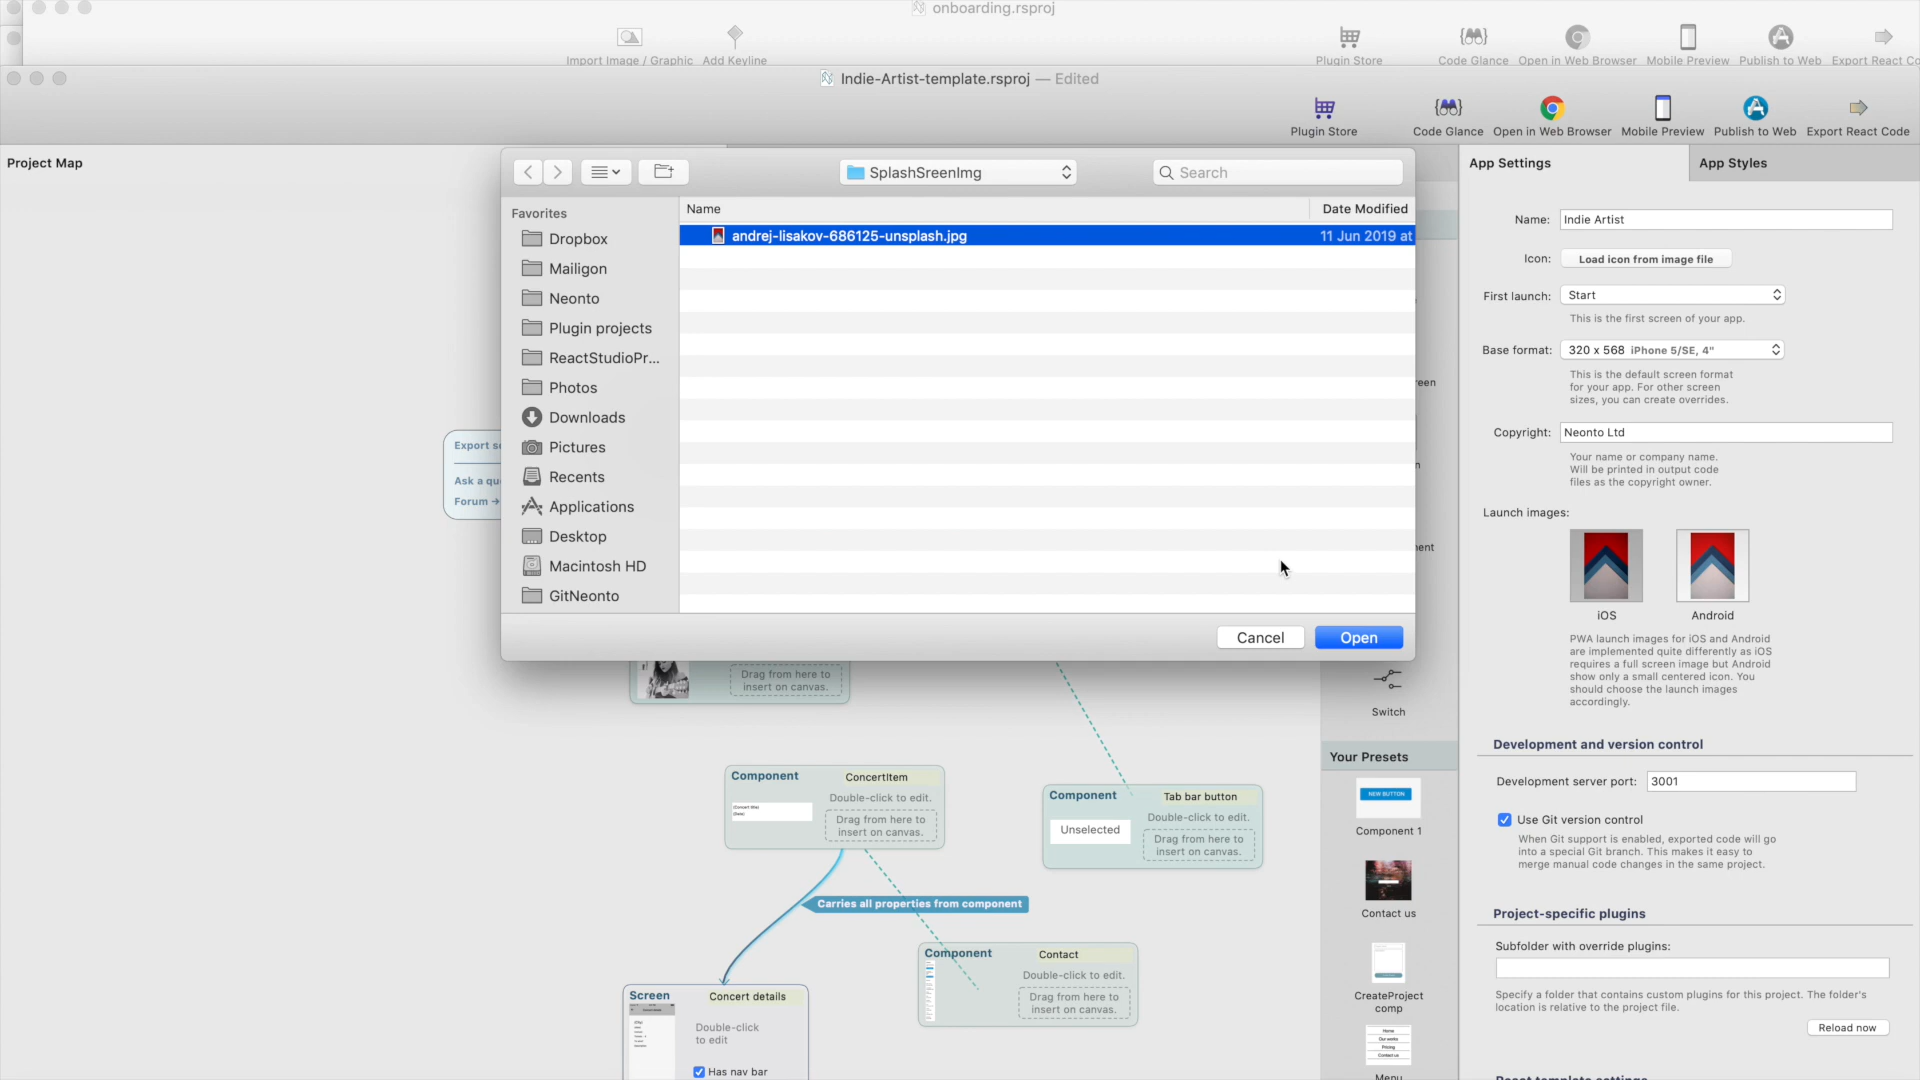 onboarding.rsproj
Import Image / Graphic Add Keyline Plugin Store Code Glance Open in Web Browser Mobile Preview Publish to Web Export React Co
Indie-Artist-template.rsproj — Edited
Plugin Store Code Glance Open in Web Browser Mobile Preview Publish to Web Export React Code
Project Map
SplashSreenImg
Search
Favorites
Dropbox
Mailigon
Neonto
Plugin projects
ReactStudioPr...
Photos
Downloads
Pictures
Recents
Applications
Desktop
Macintosh HD
GitNeonto
Name Date Modified
andrej-lisakov-686125-unsplash.jpg 11 Jun 2019 at
Cancel Open
Export s
Ask a qu
Forum →
Drag from here to
insert on canvas.
Component ConcertItem
Double-click to edit.
Drag from here to
insert on canvas.
Component Tab bar button
Unselected
Double-click to edit.
Drag from here to
insert on canvas.
Carries all properties from component
Component Contact
Double-click to edit.
Drag from here to
insert on canvas.
Screen Concert details
Double-click
to edit
Has nav bar
Switch
Your Presets
NEW BUTTON
Component 1
Contact us
CreateProject
comp
Home
Our works
Pricing
Contact us
Menu
App Settings App Styles
Name: Indie Artist
Icon: Load icon from image file
First launch: Start
This is the first screen of your app.
Base format: 320 x 568 iPhone 5/SE, 4"
This is the default screen format
for your app. For other screen
sizes, you can create overrides.
Copyright: Neonto Ltd
Your name or company name.
Will be printed in output code
files as the copyright owner.
Launch images:
iOS Android
PWA launch images for iOS and Android
are implemented quite differently as iOS
requires a full screen image but Android
show only a small centered icon. You
should choose the launch images
accordingly.
Development and version control
Development server port: 3001
Use Git version control
When Git support is enabled, exported code will go
into a special Git branch. This makes it easy to
merge manual code changes in the same project.
Project-specific plugins
Subfolder with override plugins:
Specify a folder that contains custom plugins for this project. The folder's
location is relative to the project file.
Reload now